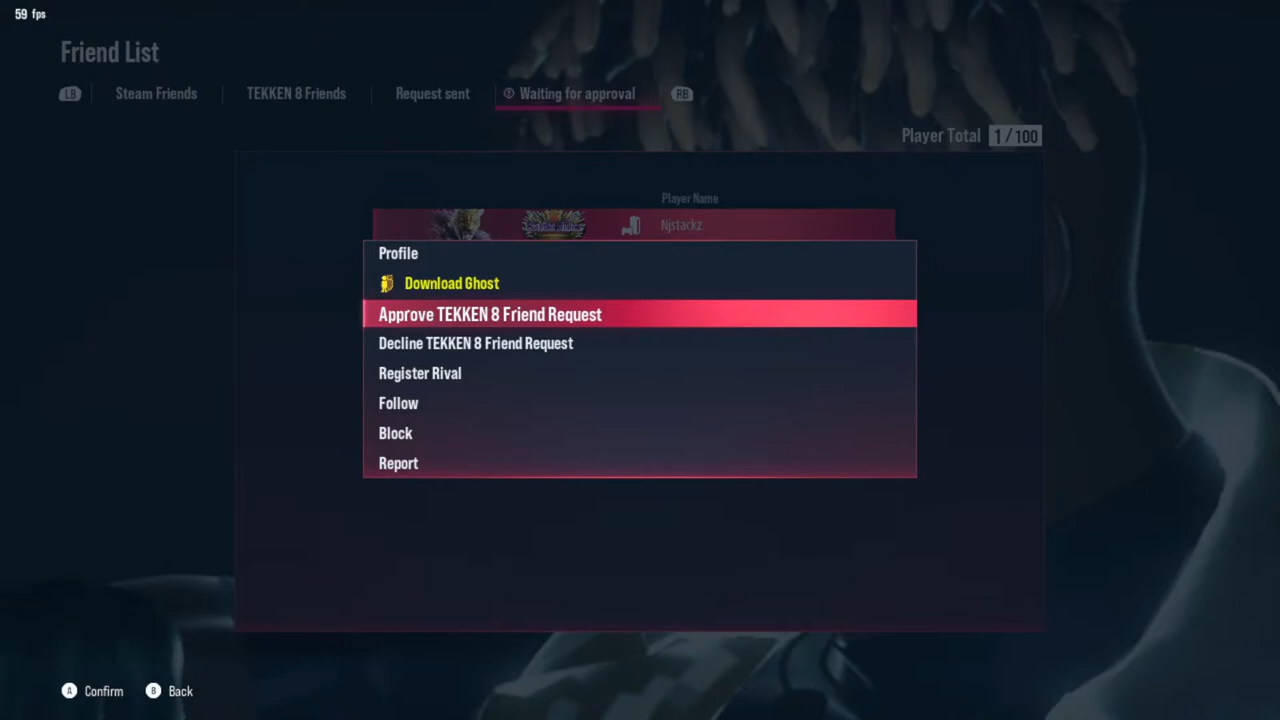 59 fps
Friend List
LB Steam Friends TEKKEN 8 Friends Request sent Waiting for approval RB
Player Total 1 / 100
Player Name
Njstackz
Profile
Download Ghost
Approve TEKKEN 8 Friend Request
Decline TEKKEN 8 Friend Request
Register Rival
Follow
Block
Report
A Confirm B Back